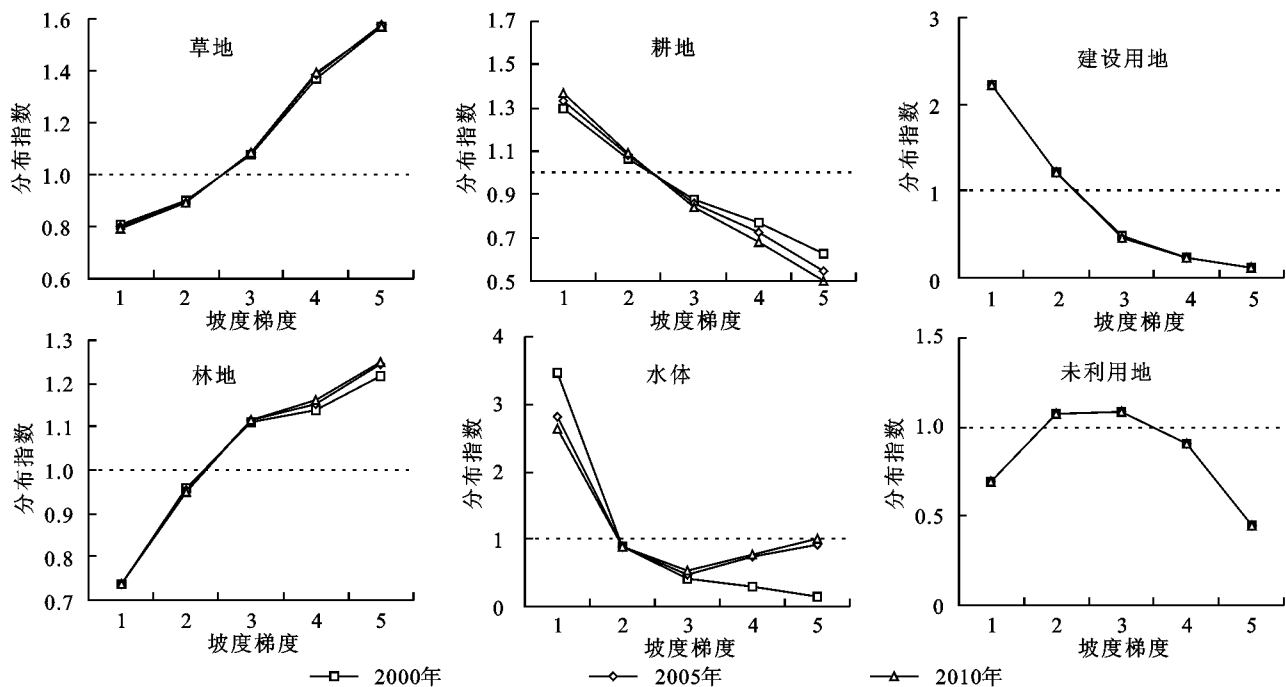 1.6
1.4
1.2
1.0
0.8
0.6
草地
分布指数
1 2 3 4 5
坡度梯度
1.7
1.5
1.3
1.1
0.9
0.7
0.5
耕地
分布指数
1 2 3 4 5
坡度梯度
3
2
1
0
建设用地
分布指数
1 2 3 4 5
坡度梯度
1.3
1.2
1.1
1.0
0.9
0.8
0.7
林地
分布指数
1 2 3 4 5
坡度梯度
4
3
2
1
0
水体
分布指数
1 2 3 4 5
坡度梯度
1.5
1.0
0.5
0
未利用地
分布指数
1 2 3 4 5
坡度梯度
2000年 2005年 2010年